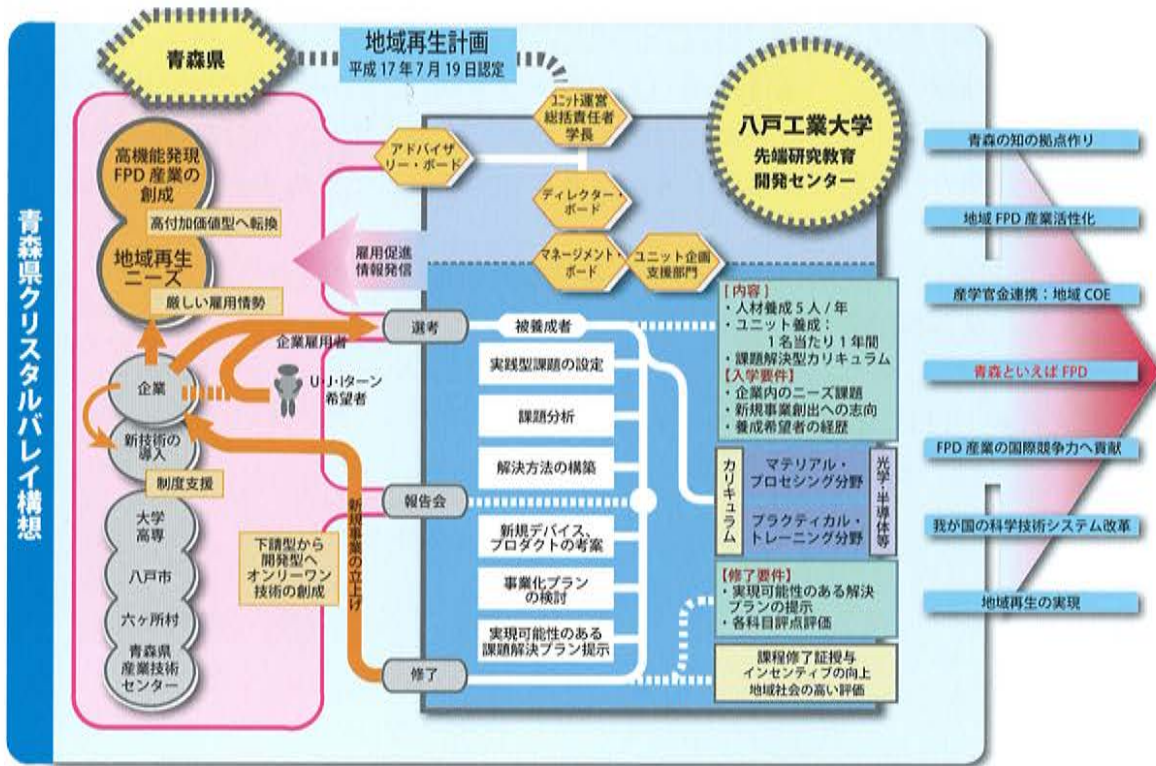 青森県クリスタルバレイ構想
青森県
地域再生計画
平成17年7月19日認定
ユニット運営
総括責任者
学長
八戸工業大学
先端研究教育
開発センター
アドバイザ
リー・ボード
ディレクター・
ボード
マネージメント・
ボード
ユニット企画
支援部門
高機能発現
FPD産業の
創成
高付加価値型へ転換
地域再生
ニーズ
厳しい雇用情勢
雇用促進
情報発信
企業
企業雇用者
U・J・Iターン
希望者
新技術の
導入
制度支援
大学
高専
八戸市
六ヶ所村
青森県
産業技術
センター
下請型から
開発型へ
オンリーワン
技術の創成
新規事業の立上げ
選考
報告会
修了
被養成者
実践型課題の設定
課題分析
解決方法の構築
新規デバイス、
プロダクトの考案
事業化プラン
の検討
実現可能性のある
課題解決プラン提示
【内容】
・人材養成5人/年
・ユニット養成:
1名当たり1年間
・課題解決型カリキュラム
【入学要件】
・企業内のニーズ課題
・新規事業創出への志向
・養成希望者の経歴
カリキュラム
マテリアル・
プロセシング分野
プラクティカル・
トレーニング分野
光学・半導体等
【修了要件】
・実現可能性のある解決
プランの提示
・各科目評点評価
課程修了証授与
インセンティブの向上
地域社会の高い評価
青森の知の拠点作り
地域FPD産業活性化
産学官金連携:地域COE
青森といえばFPD
FPD産業の国際競争力へ貢献
我が国の科学技術システム改革
地域再生の実現